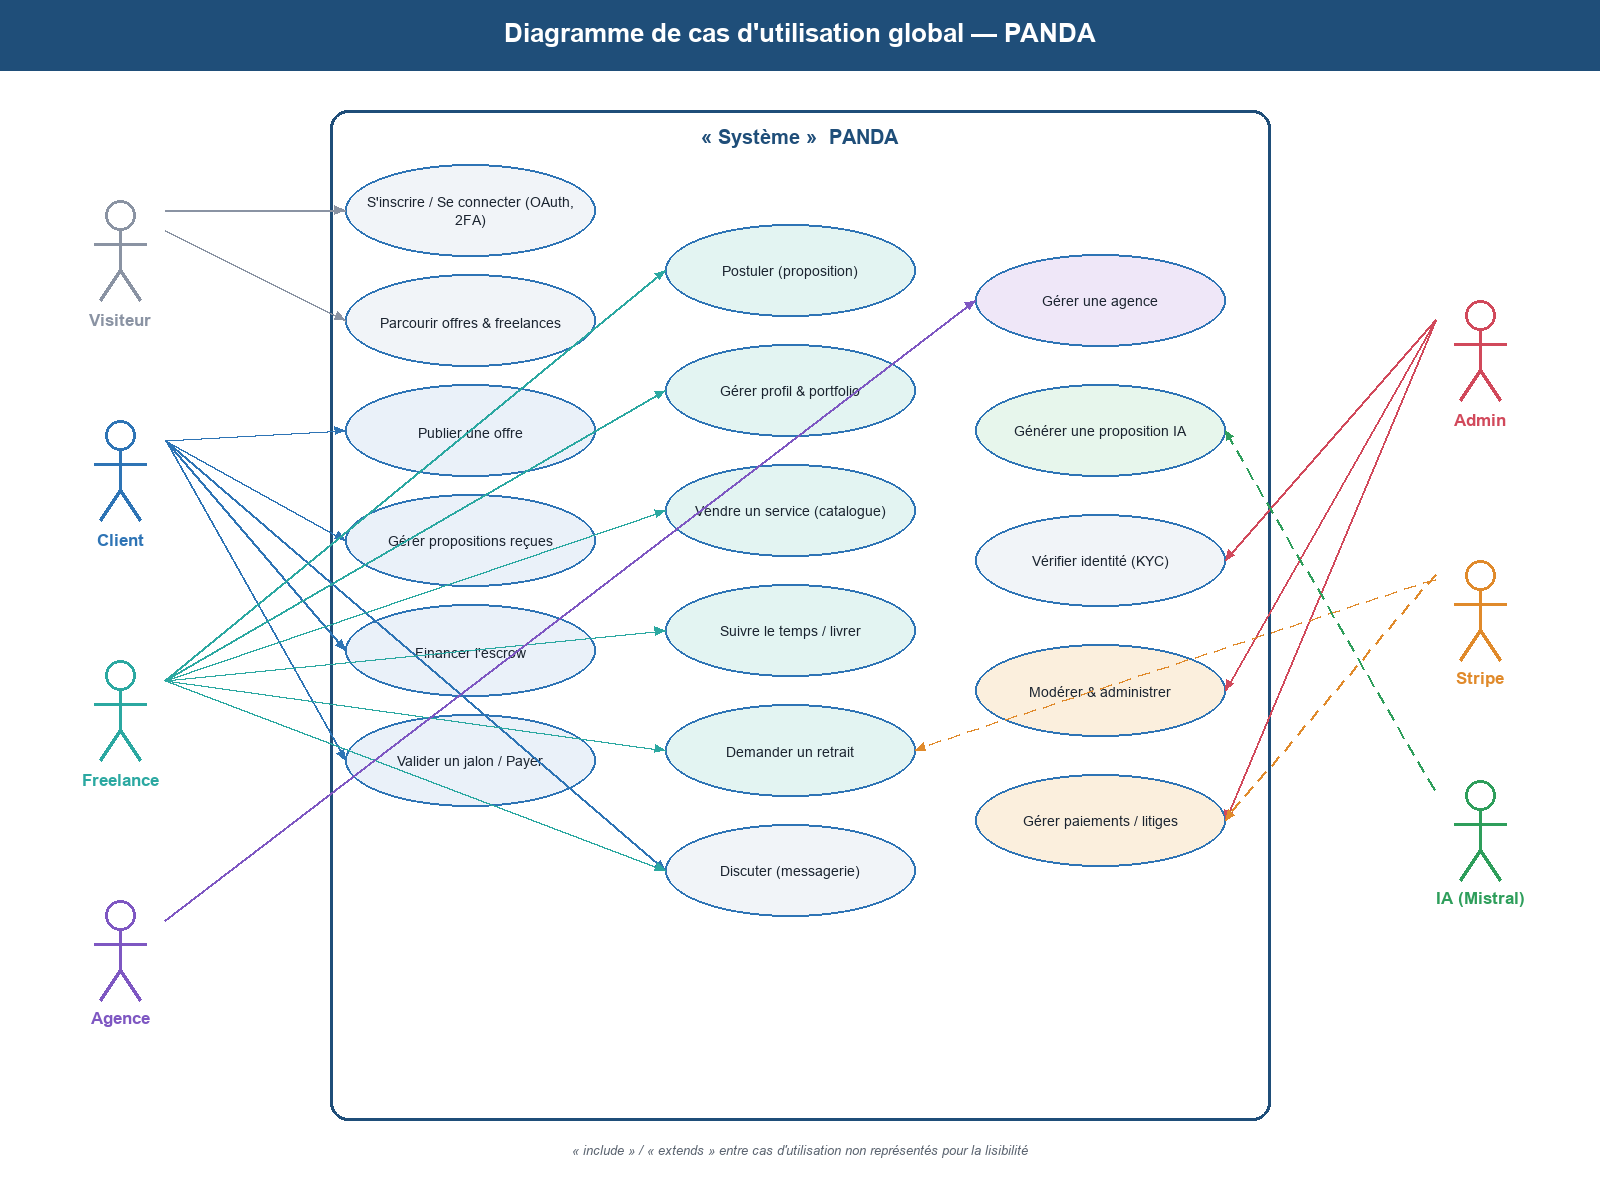 Diagramme de cas d'utilisation global — PANDA
« Système »  PANDA
S'inscrire / Se connecter (OAuth,
2FA)
Parcourir offres & freelances
Publier une offre
Gérer propositions reçues
Financer l'escrow
Valider un jalon / Payer
Postuler (proposition)
Gérer profil & portfolio
Vendre un service (catalogue)
Suivre le temps / livrer
Demander un retrait
Discuter (messagerie)
Gérer une agence
Générer une proposition IA
Vérifier identité (KYC)
Modérer & administrer
Gérer paiements / litiges
Visiteur
Client
Freelance
Agence
Admin
Stripe
IA (Mistral)
« include » / « extends » entre cas d'utilisation non représentés pour la lisibilité